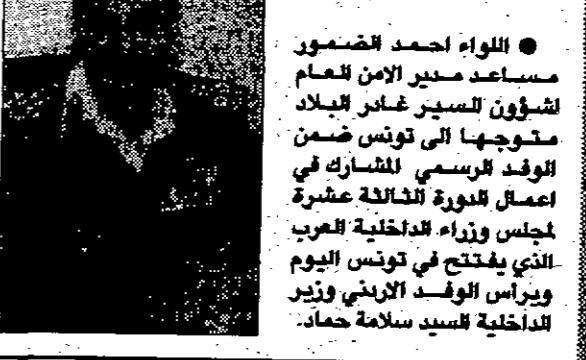 ● اللواء احمد الضمور
مساعد مدير الامن العام
لشؤون السير غادر البلاد
متوجها الى تونس ضمن
الوفد الرسمي المشارك في
اعمال الدورة الثالثة عشرة
لمجلس وزراء الداخلية العرب
الذي يفتتح في تونس اليوم
ويرأس الوفد الاردني وزير
الداخلية السيد سلامة حماد.